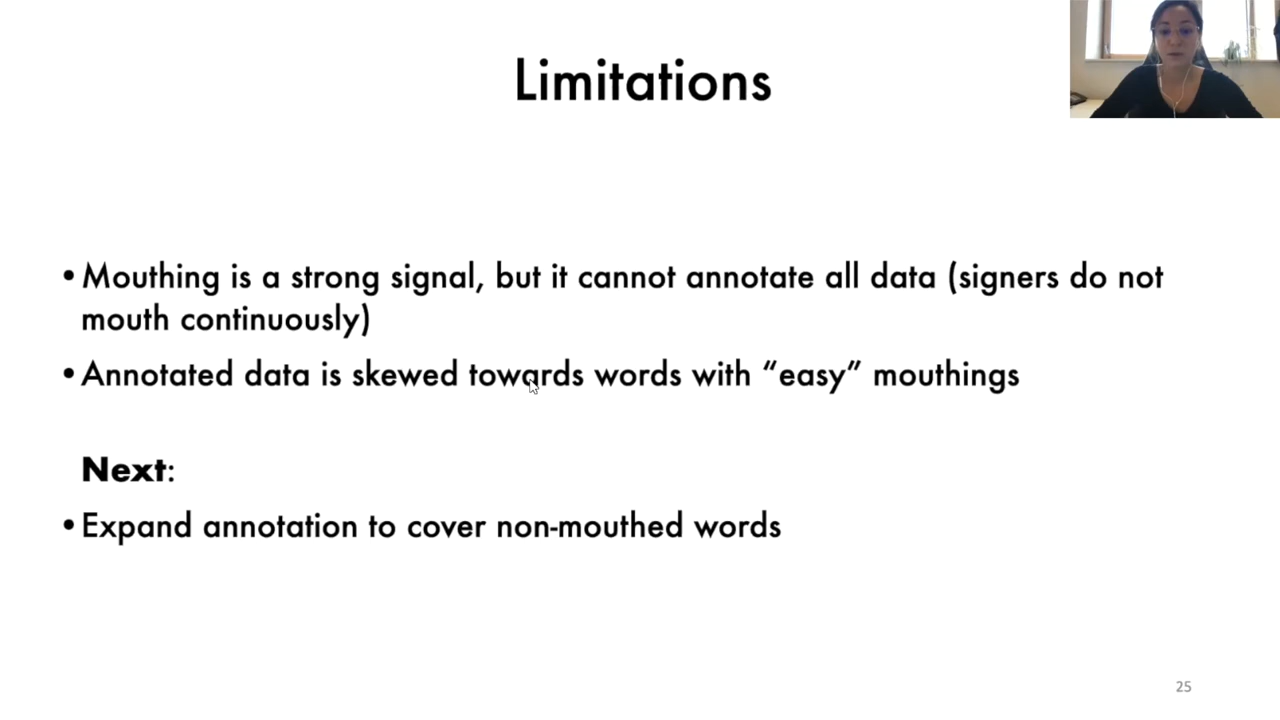 Limitations
• Mouthing is a strong signal, but it cannot annotate all data (signers do not
mouth continuously)
• Annotated data is skewed towards words with “easy” mouthings
Next:
• Expand annotation to cover non-mouthed words
25